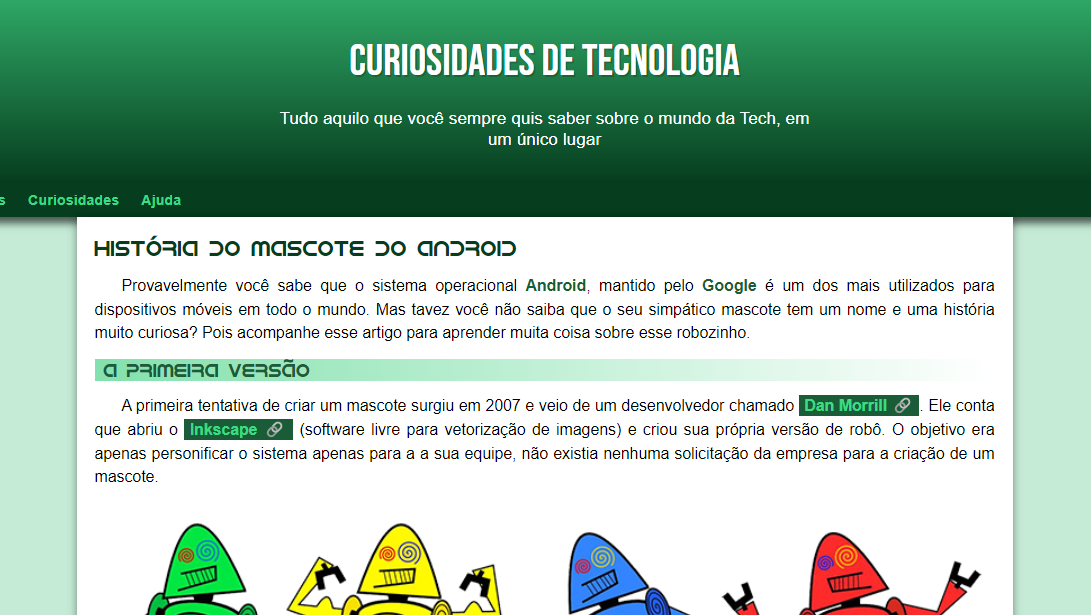 CURIOSIDADES DE TECNOLOGIA
Tudo aquilo que você sempre quis saber sobre o mundo da Tech, em
um único lugar
s Curiosidades Ajuda
HISTÓRIA DO MASCOTE DO ANDROID
Provavelmente você sabe que o sistema operacional Android, mantido pelo Google é um dos mais utilizados para
dispositivos móveis em todo o mundo. Mas tavez você não saiba que o seu simpático mascote tem um nome e uma história
muito curiosa? Pois acompanhe esse artigo para aprender muita coisa sobre esse robozinho.
A PRIMEIRA VERSÃO
A primeira tentativa de criar um mascote surgiu em 2007 e veio de um desenvolvedor chamado Dan Morrill 🔗. Ele conta
que abriu o Inkscape 🔗 (software livre para vetorização de imagens) e criou sua própria versão de robô. O objetivo era
apenas personificar o sistema apenas para a a sua equipe, não existia nenhuma solicitação da empresa para a criação de um
mascote.